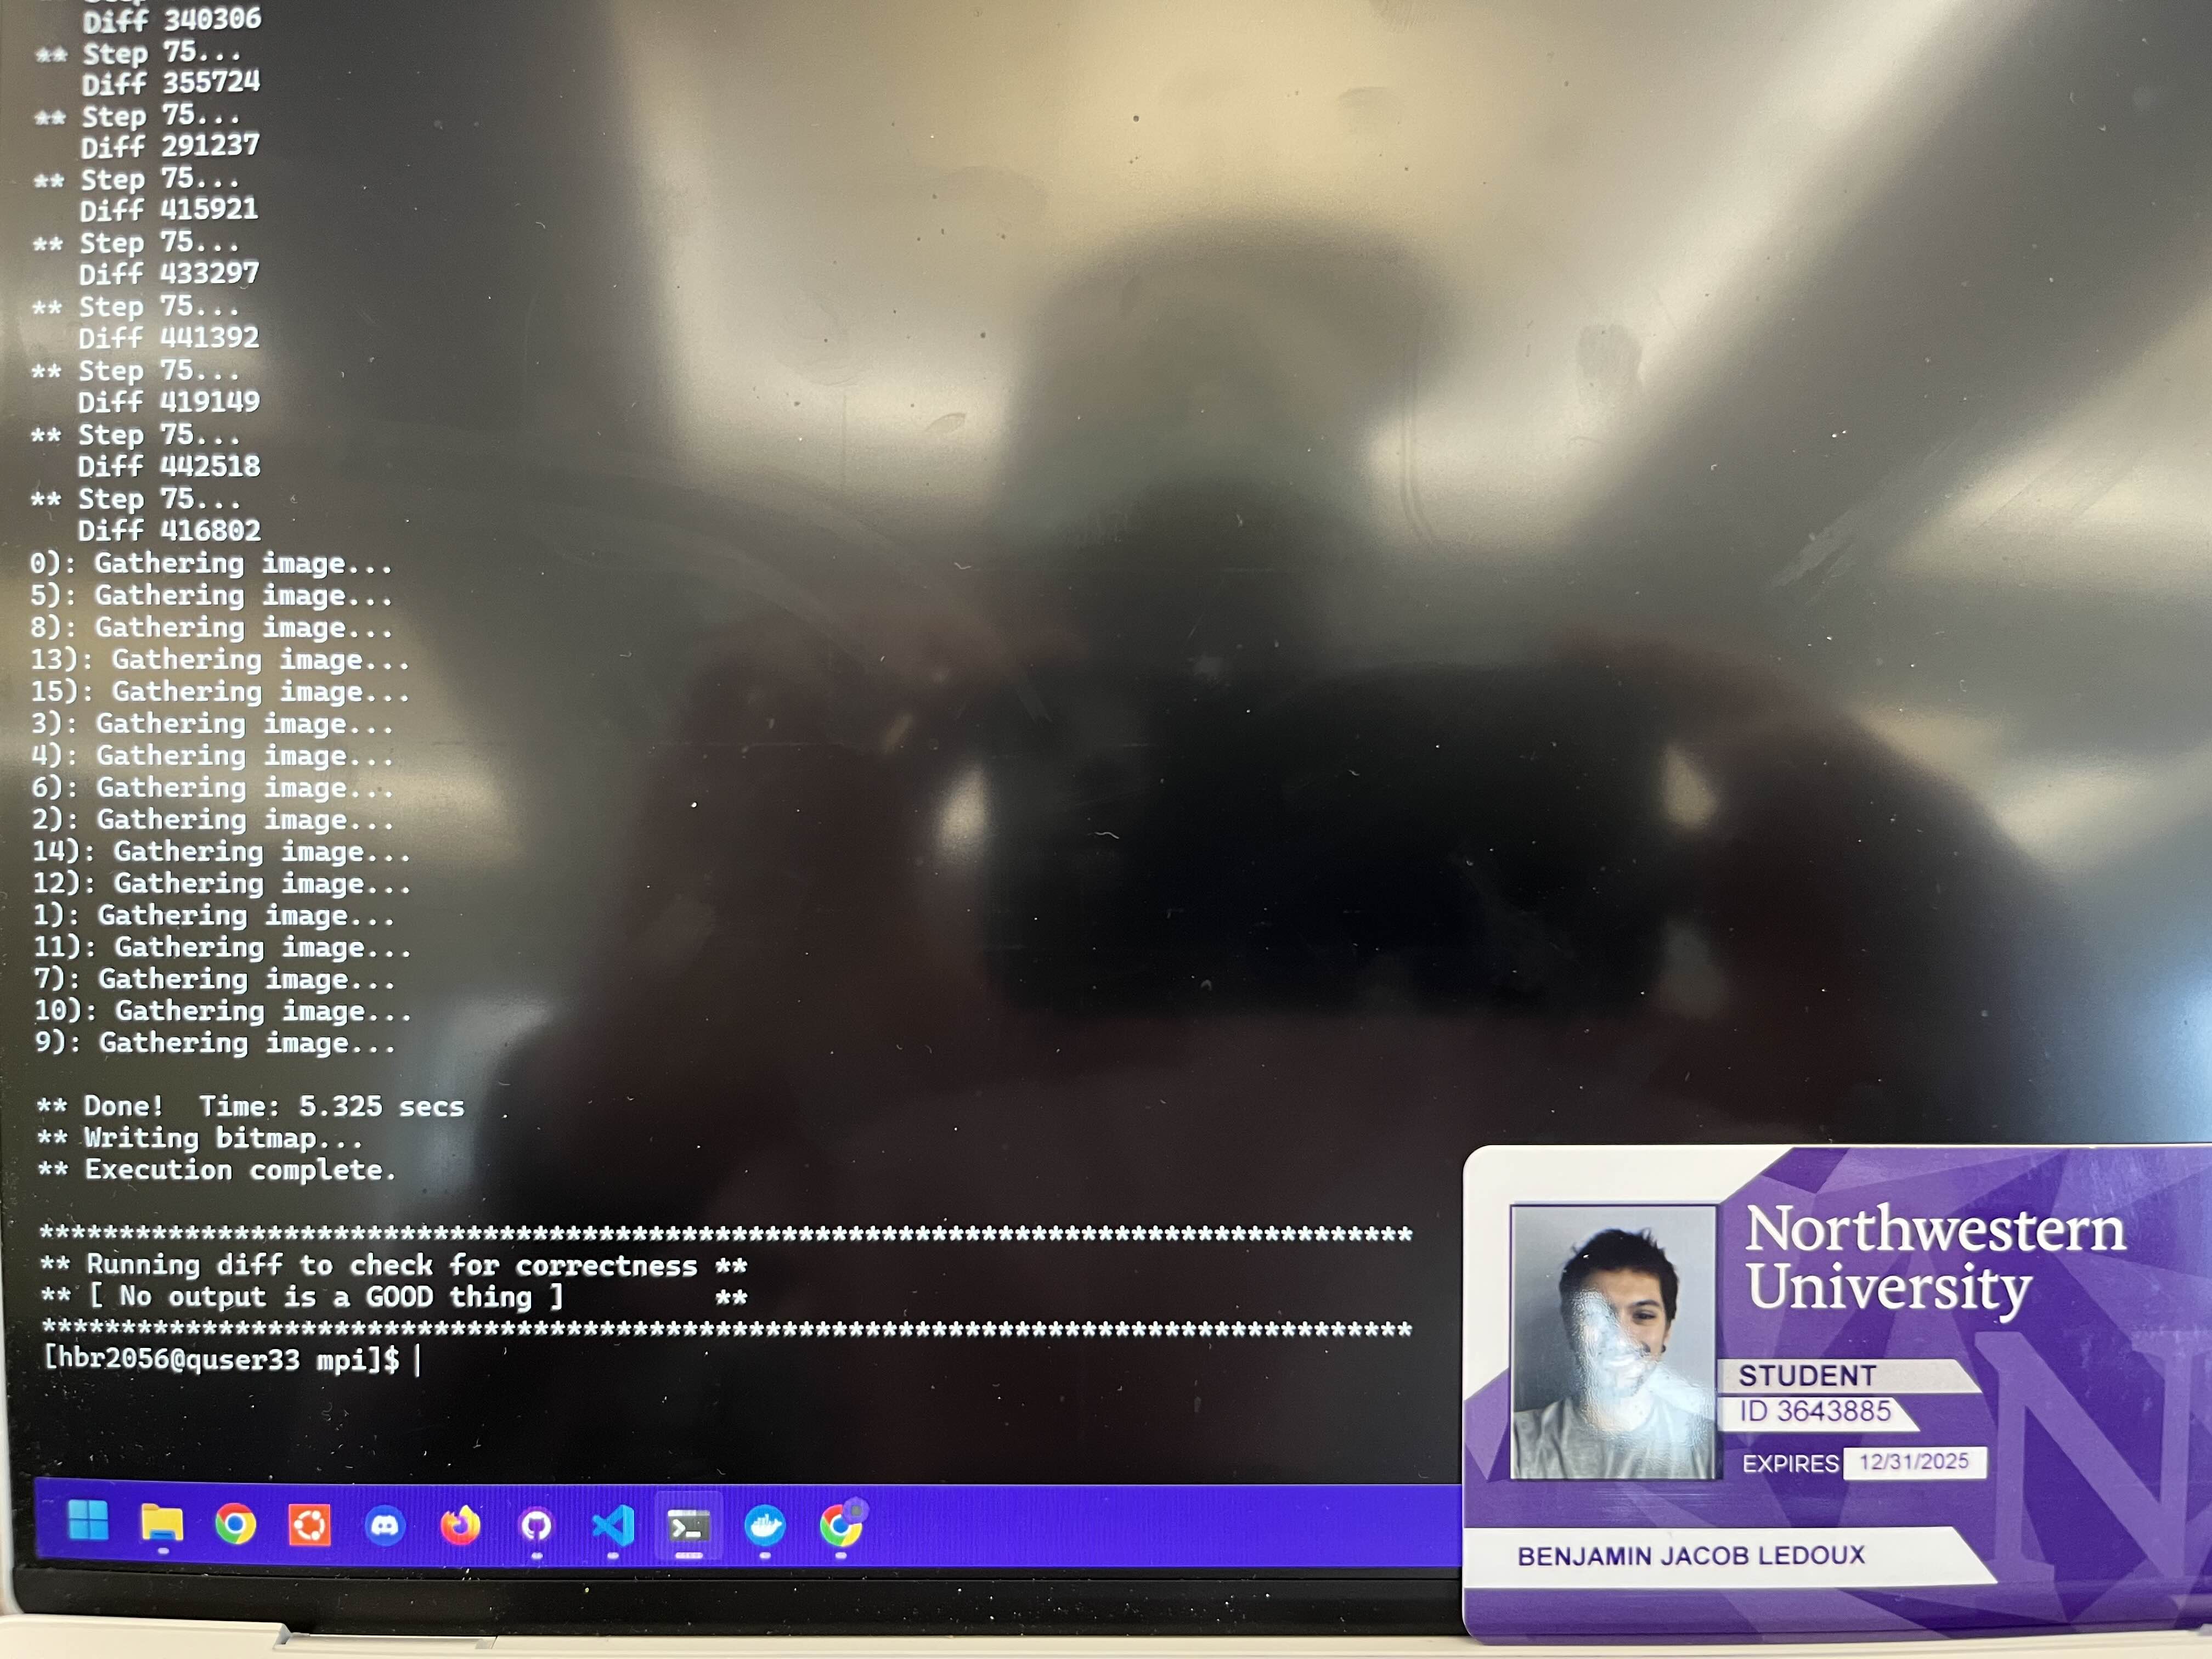 Diff 340306
** Step 75...
Diff 355724
** Step 75...
Diff 291237
** Step 75...
Diff 415921
** Step 75...
Diff 433297
** Step 75...
Diff 441392
** Step 75...
Diff 419149
** Step 75...
Diff 442518
** Step 75...
Diff 416802
0): Gathering image...
5): Gathering image...
8): Gathering image...
13): Gathering image...
15): Gathering image...
3): Gathering image...
4): Gathering image...
6): Gathering image...
2): Gathering image...
14): Gathering image...
12): Gathering image...
1): Gathering image...
11): Gathering image...
7): Gathering image...
10): Gathering image...
9): Gathering image...
** Done!  Time: 5.325 secs
** Writing bitmap...
** Execution complete.
************************************************************************************
** Running diff to check for correctness **
** [ No output is a GOOD thing ]         **
************************************************************************************
[hbr2056@quser33 mpi]$
Northwestern
University
STUDENT
ID 3643885
EXPIRES 12/31/2025
BENJAMIN JACOB LEDOUX